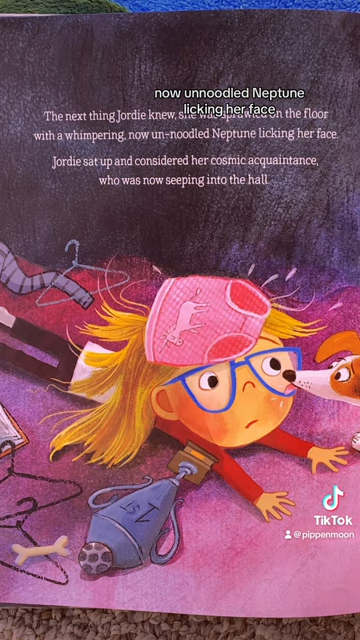 now unnoodled Neptune
licking her face
The next thing Jordie knew, she was sprawled on the floor
with a whimpering, now un-noodled Neptune licking her face.
Jordie sat up and considered her cosmic acquaintance,
who was now seeping into the hall.
1ST
TikTok
@pippenmoon